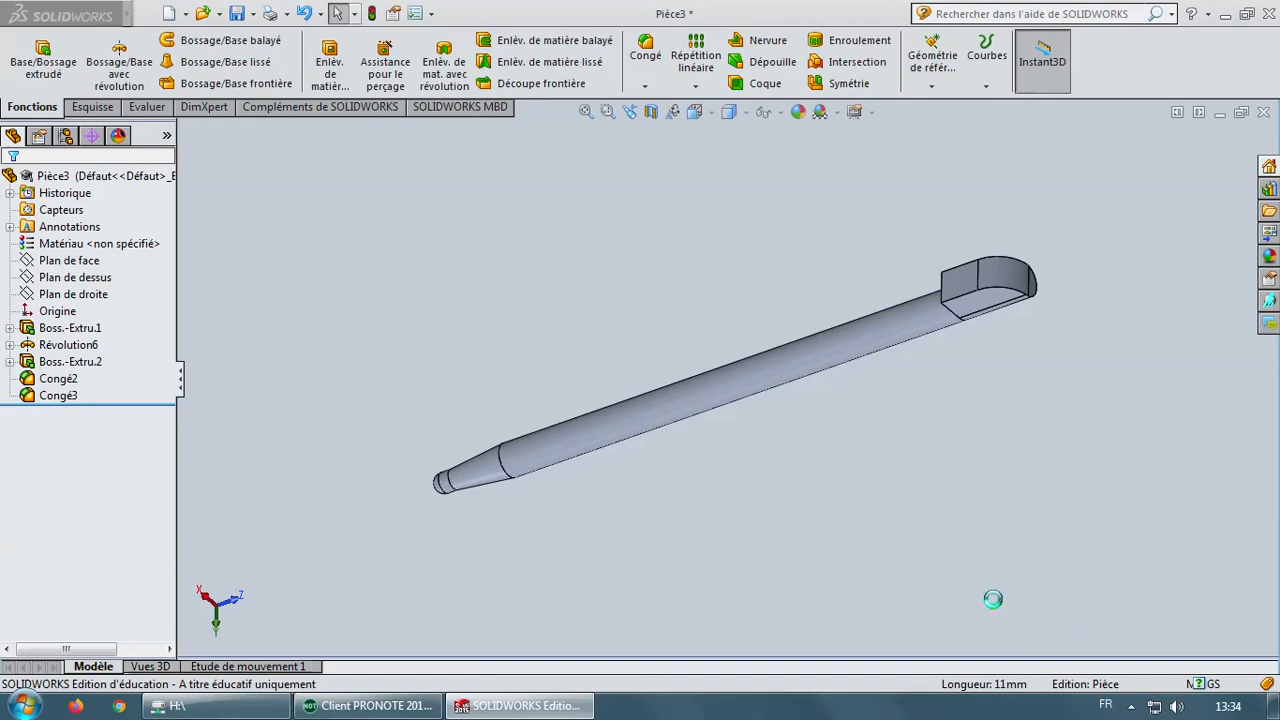 SOLIDWORKS
Pièce3 *
Rechercher dans l'aide de SOLIDWORKS
Base/Bossage extrudé
Bossage/Base avec révolution
Bossage/Base balayé
Bossage/Base lissé
Bossage/Base frontière
Enlèv. de matièr...
Assistance pour le perçage
Enlèv. de mat. avec révolution
Enlèv. de matière balayé
Enlèv. de matière lissé
Découpe frontière
Congé
Répétition linéaire
Nervure
Dépouille
Coque
Enroulement
Intersection
Symétrie
Géométrie de référ...
Courbes
Instant3D
Fonctions
Esquisse
Evaluer
DimXpert
Compléments de SOLIDWORKS
SOLIDWORKS MBD
Pièce3 (Défaut<<Défaut>_E
Historique
Capteurs
Annotations
Matériau <non spécifié>
Plan de face
Plan de dessus
Plan de droite
Origine
Boss.-Extru.1
Révolution6
Boss.-Extru.2
Congé2
Congé3
X
Z
Y
Modèle
Vues 3D
Etude de mouvement 1
SOLIDWORKS Edition d'éducation - A titre éducatif uniquement
Longueur: 11mm
Edition: Pièce
GS
H:\
Client PRONOTE 201...
SOLIDWORKS Editio...
FR
13:34